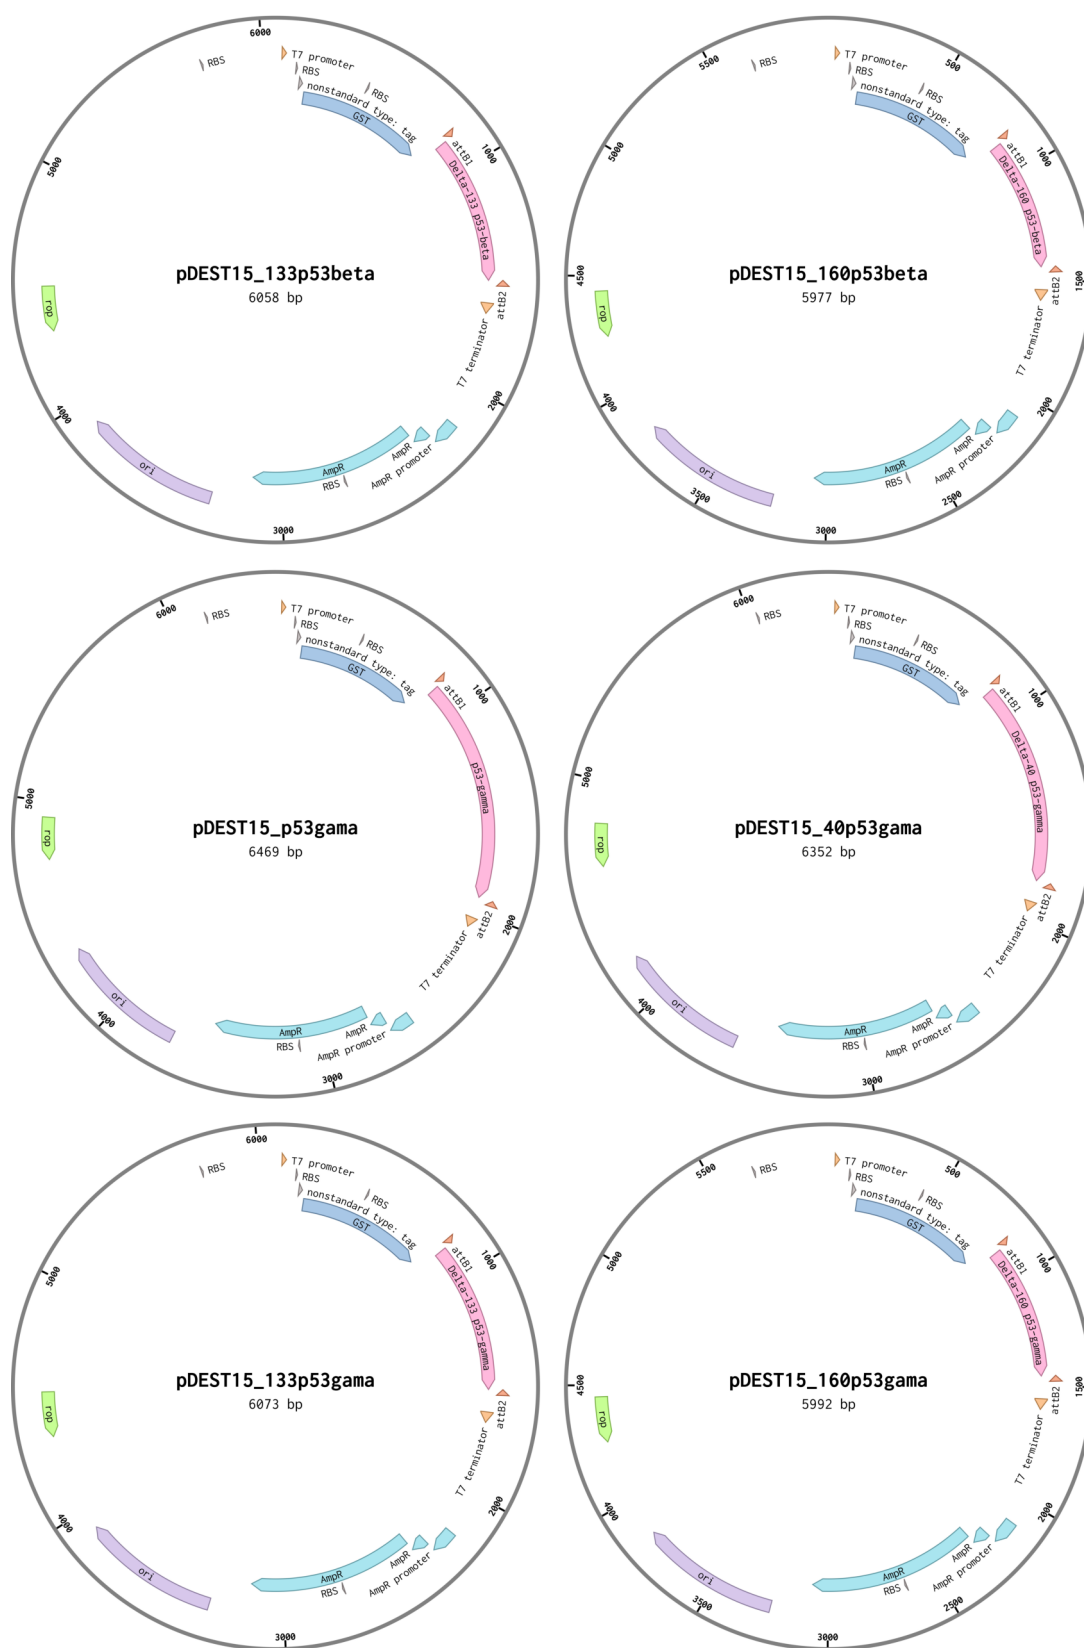 6000
RBS
T7 promoter
RBS
nonstandard type: tag
RBS
GST
attB1
1000
Delta-133 p53-beta
5000
pDEST15_133p53beta
6058 bp
rop
attB2
T7 terminator
2000
4000
ori
AmpR
RBS
AmpR
AmpR promoter
3000
5500
RBS
T7 promoter
500
RBS
nonstandard type: tag
RBS
GST
attB1
1000
Delta-160 p53-beta
5000
pDEST15_160p53beta
5977 bp
4500
1500
rop
attB2
T7 terminator
2000
4000
ori
AmpR
RBS
AmpR
AmpR promoter
3500
2500
3000
6000
RBS
T7 promoter
RBS
nonstandard type: tag
RBS
GST
attB1
1000
p53-gamma
5000
pDEST15_p53gama
6469 bp
rop
attB2
2000
T7 terminator
4000
ori
AmpR
RBS
AmpR
AmpR promoter
3000
6000
RBS
T7 promoter
RBS
nonstandard type: tag
RBS
GST
attB1
1000
Delta-40 p53-gamma
5000
pDEST15_40p53gama
6352 bp
rop
attB2
2000
T7 terminator
4000
ori
AmpR
RBS
AmpR
AmpR promoter
3000
6000
RBS
T7 promoter
RBS
nonstandard type: tag
RBS
GST
attB1
1000
Delta-133 p53-gamma
5000
pDEST15_133p53gama
6073 bp
rop
attB2
T7 terminator
2000
4000
ori
AmpR
RBS
AmpR
AmpR promoter
3000
5500
RBS
T7 promoter
500
RBS
nonstandard type: tag
RBS
GST
attB1
1000
Delta-160 p53-gamma
5000
pDEST15_160p53gama
5992 bp
4500
1500
rop
attB2
T7 terminator
2000
4000
ori
AmpR
RBS
AmpR
AmpR promoter
3500
2500
3000